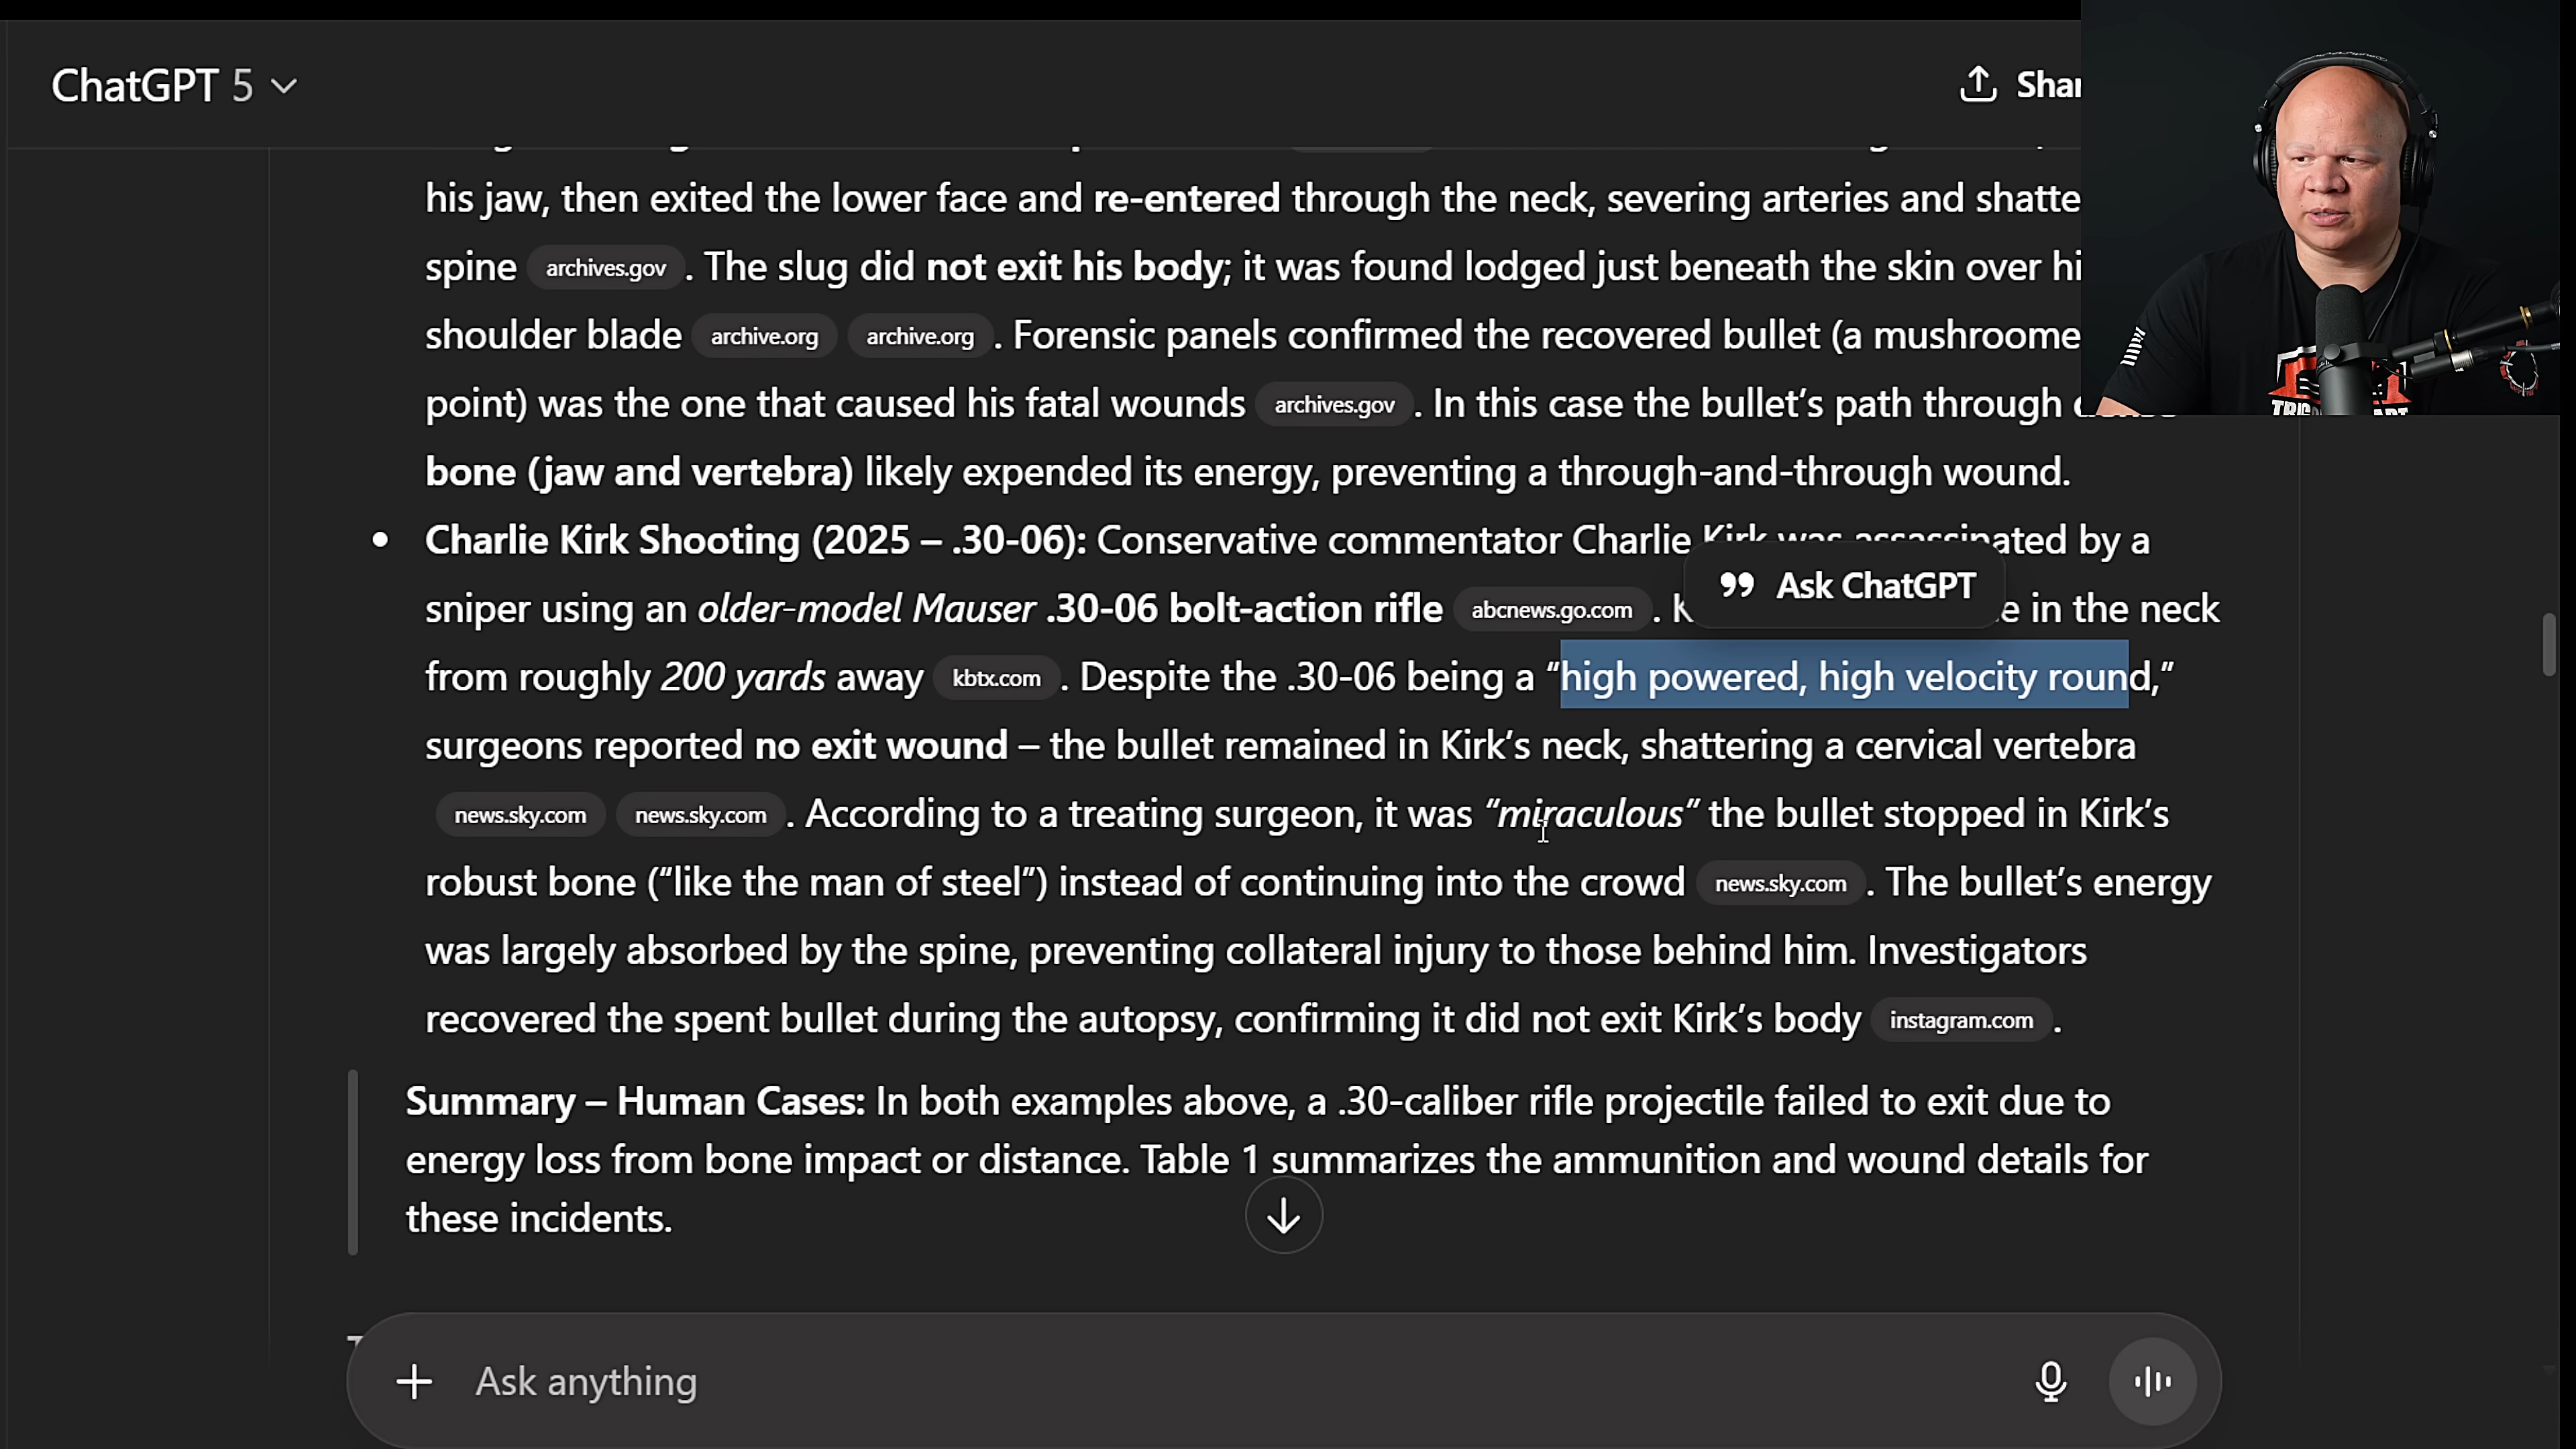 ChatGPT 5
Shar
his jaw, then exited the lower face and re-entered through the neck, severing arteries and shatte
spine archives.gov . The slug did not exit his body; it was found lodged just beneath the skin over hi
shoulder blade archive.org archive.org . Forensic panels confirmed the recovered bullet (a mushroome
point) was the one that caused his fatal wounds archives.gov . In this case the bullet's path through
bone (jaw and vertebra) likely expended its energy, preventing a through-and-through wound.
• Charlie Kirk Shooting (2025 – .30-06): Conservative commentator Charlie Kirk was assassinated by a
Ask ChatGPT
sniper using an older-model Mauser .30-06 bolt-action rifle abcnews.go.com . K e in the neck
from roughly 200 yards away kbtx.com . Despite the .30-06 being a “high powered, high velocity round,”
surgeons reported no exit wound – the bullet remained in Kirk’s neck, shattering a cervical vertebra
news.sky.com news.sky.com . According to a treating surgeon, it was “miraculous” the bullet stopped in Kirk’s
robust bone (“like the man of steel”) instead of continuing into the crowd news.sky.com . The bullet’s energy
was largely absorbed by the spine, preventing collateral injury to those behind him. Investigators
recovered the spent bullet during the autopsy, confirming it did not exit Kirk’s body instagram.com .
Summary – Human Cases: In both examples above, a .30-caliber rifle projectile failed to exit due to
energy loss from bone impact or distance. Table 1 summarizes the ammunition and wound details for
these incidents.
Ask anything